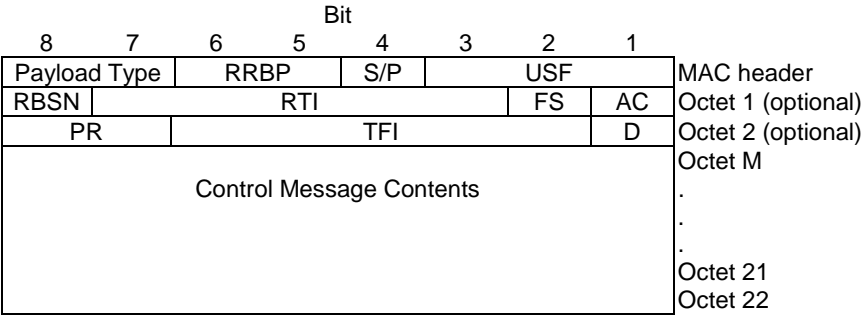 Bit
8 7 6 5 4 3 2 1
Payload Type RRBP S/P USF MAC header
RBSN RTI FS AC Octet 1 (optional)
PR TFI D Octet 2 (optional)
Octet M
Control Message Contents .
.
.
Octet 21
Octet 22